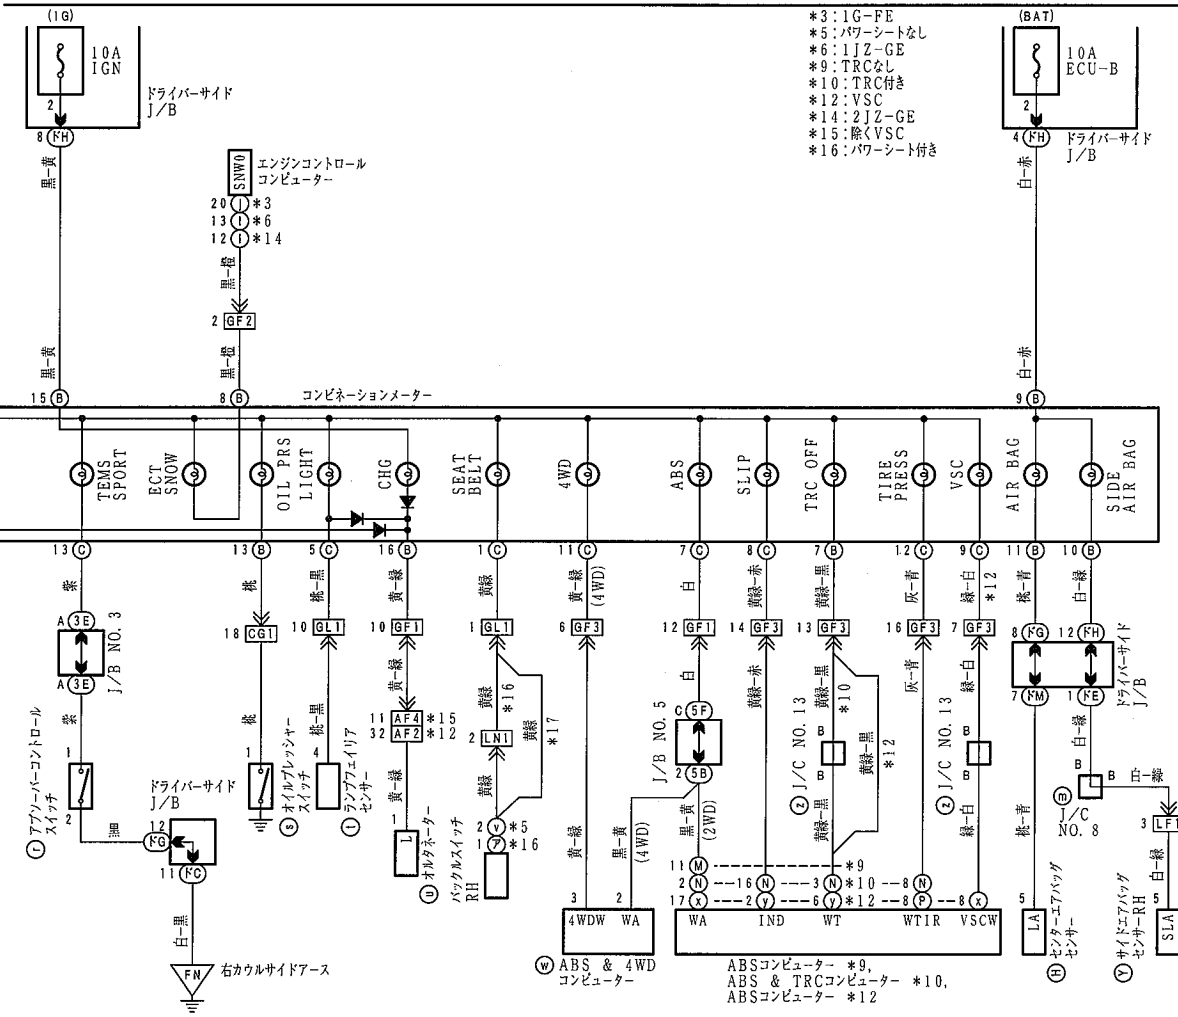 (IG)
10A
IGN
2
ドライバーサイド
J/B
8 ドH
黒-黄
黒-黄
SNW0
エンジンコントロール
コンピューター
20 j *3
13 l *6
12 i *14
黒-橙
2 GF2
黒-橙
*3:1G-FE
*5:パワーシートなし
*6:1JZ-GE
*9:TRCなし
*10:TRC付き
*12:VSC
*14:2JZ-GE
*15:除くVSC
*16:パワーシート付き
(BAT)
10A
ECU-B
2
4 ドH
ドライバーサイド
J/B
白-赤
白-赤
15 B
8 B
コンビネーションメーター
9 B
TEMS
SPORT
ECT
SNOW
OIL PRS
LIGHT
CHG
SEAT
BELT
4WD
ABS
SLIP
TRC OFF
TIRE
PRESS
VSC
AIR BAG
SIDE
AIR BAG
13 C
13 B
5 C
16 B
1 C
11 C
7 C
8 C
7 B
12 C
9 C
11 B
10 B
紫
桃
桃-黒
黄-緑
黄緑
黄-緑
(4WD)
白
黄緑-赤
黄緑-黒
灰-青
緑-白
*12
桃-青
白-緑
A 3E
J/B NO. 3
A 3E
18 CG1
10 GL1
10 GF1
1 GL1
6 GF3
12 GF1
14 GF3
13 GF3
16 GF3
7 GF3
8 ドG
12 ドH
ドライバーサイド
J/B
7 ドM
1 ドE
紫
桃
桃-黒
黄-緑
11 AF4 *15
32 AF2 *12
黄-緑
黄緑
*16
黄緑
*17
2 LN1
黄緑
白
C 5F
J/B NO. 5
2 5B
黄緑-赤
黄緑-黒
*10
B
B
z J/C NO. 13
黄緑-黒
黄緑-黒
*12
灰-青
緑-白
B
B
z J/C NO. 13
緑-白
白-緑
B
B
m
J/C
NO. 8
白-緑
3 LF1
白-緑
桃-青
1
2
r アブソーバーコントロール
スイッチ
黒
ドライバーサイド
J/B
12
ドG
11 ドC
白-黒
FN
右カウルサイドアース
1
s オイルプレッシャー
スイッチ
4
t ランプフェイリア
センサー
1
L
u オルタネーター
2 v *5
1 ア *16
バックルスイッチ
RH
黄-緑
黒-黄
(4WD)
黒-黄
(2WD)
3
2
4WDW WA
w ABS & 4WD
コンピューター
11 M *9
2 N 16 N 3 N *10 8 N
17 x 2 y 6 y *12 8 P 8 x
WA IND WT WTIR VSCW
ABSコンピューター *9,
ABS & TRCコンピューター *10,
ABSコンピューター *12
5
LA
H センターエアバッグ
センサー
5
SLA
Y サイドエアバッグ
センサーRH